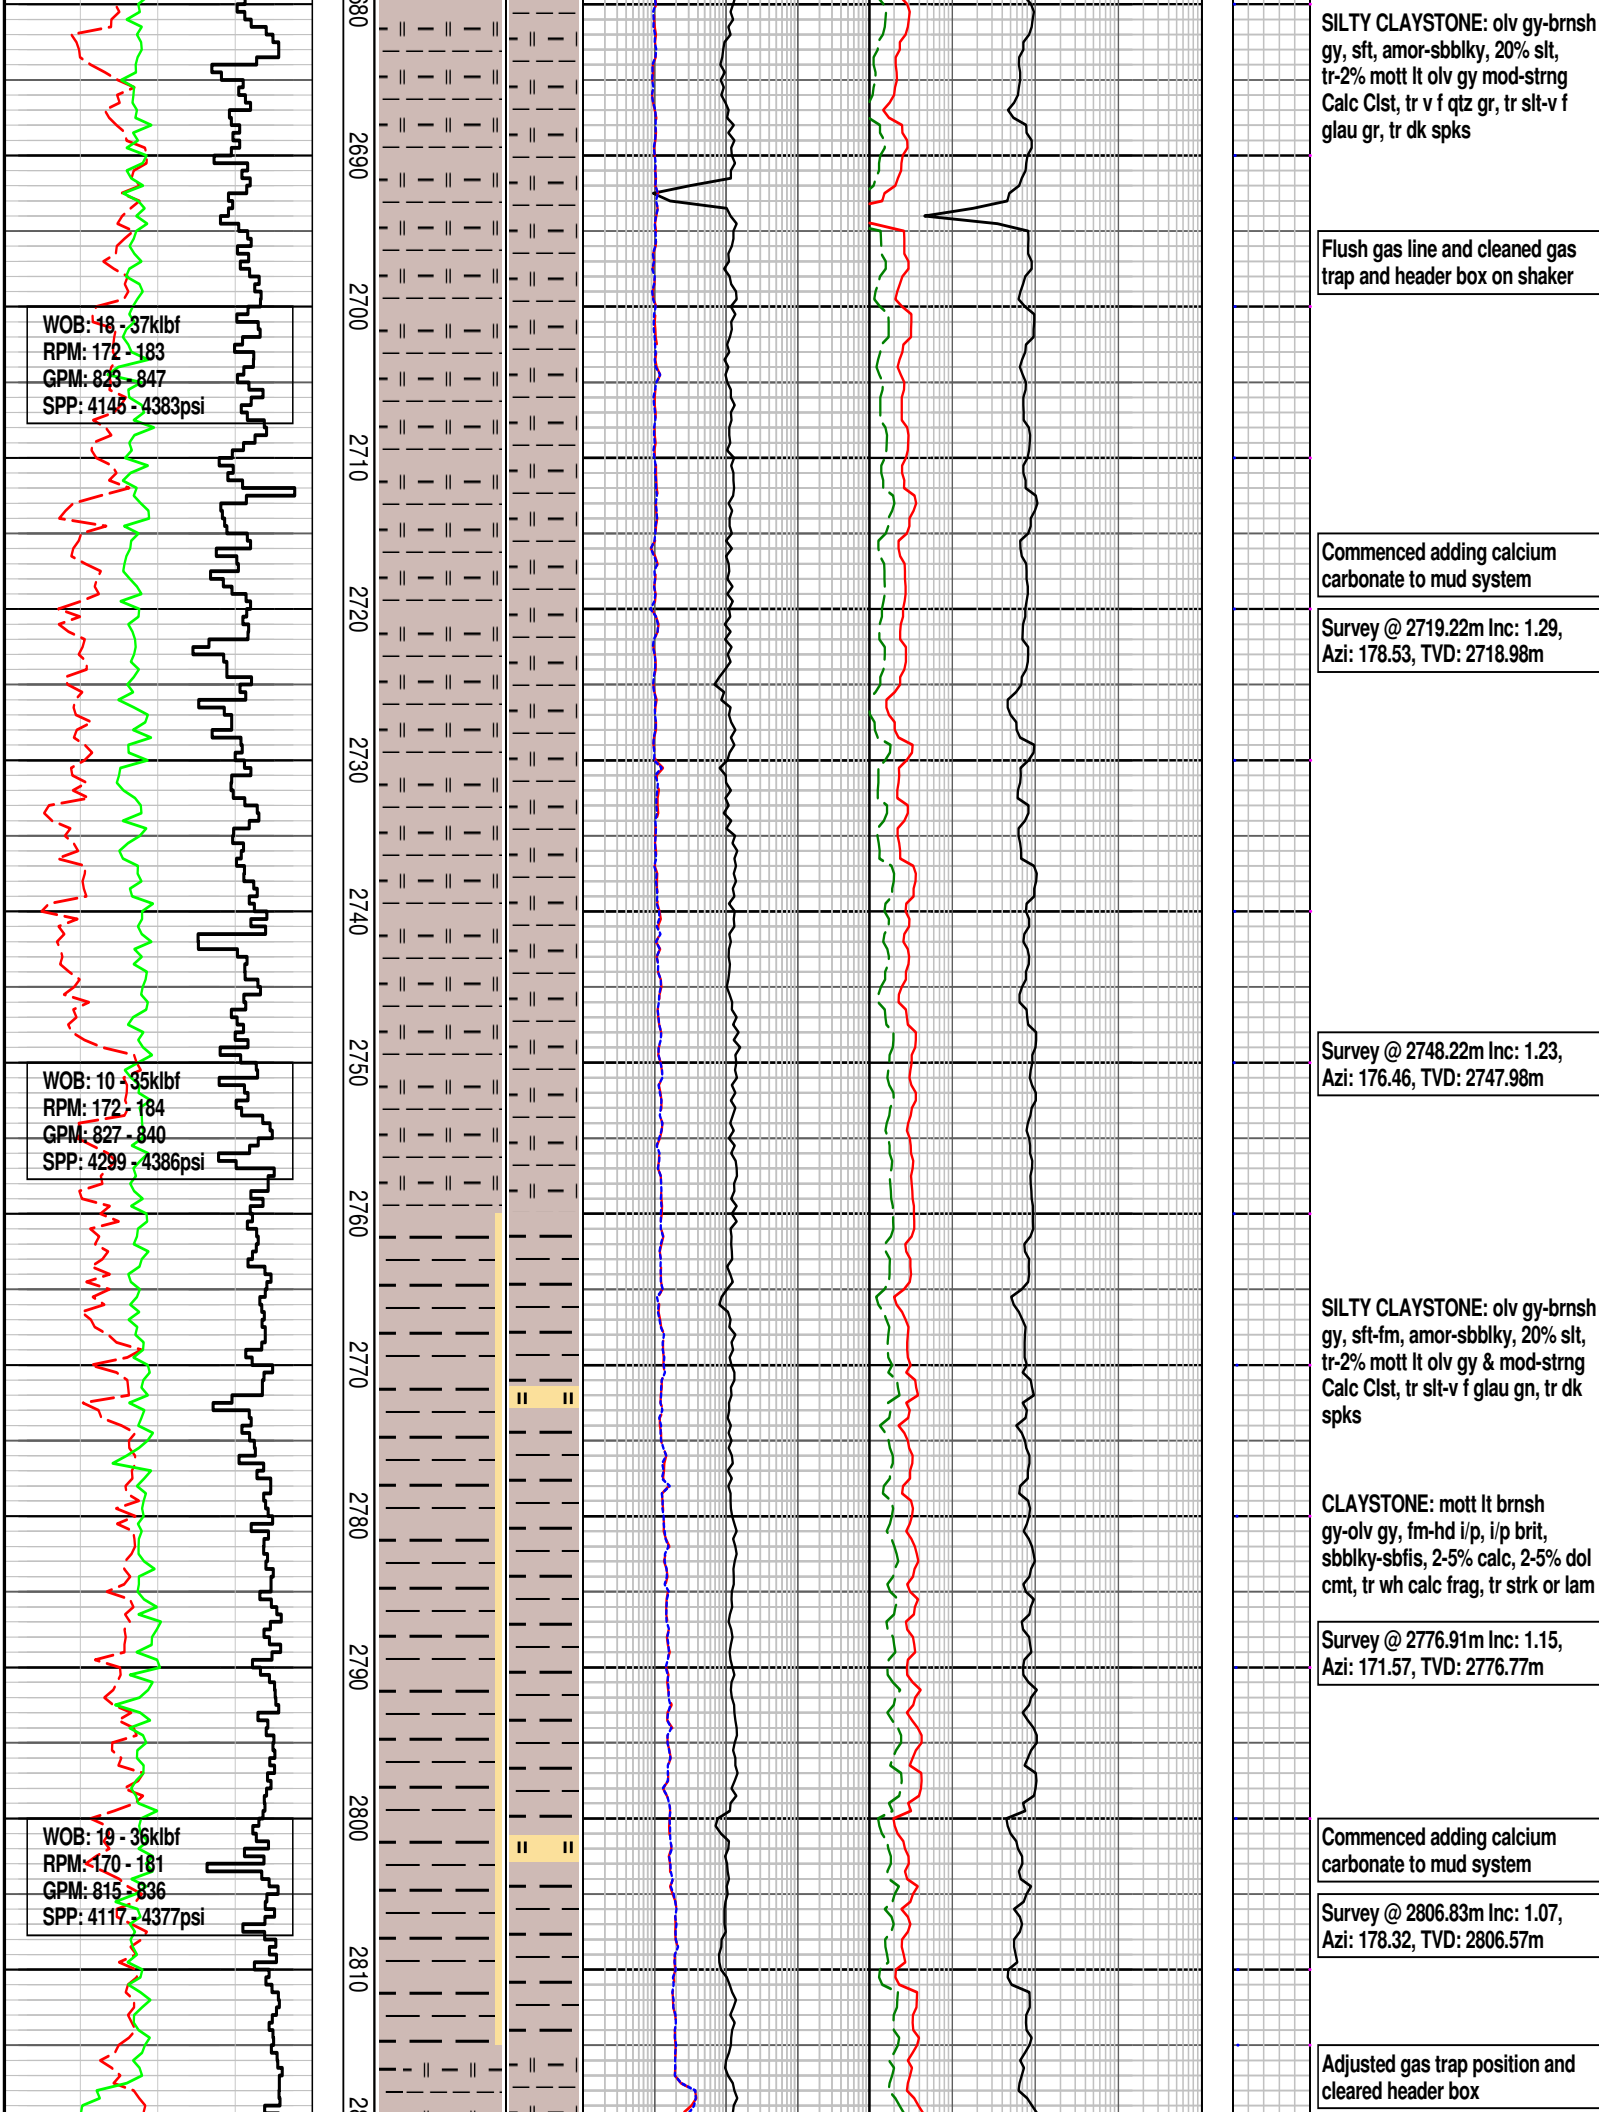 SILTY CLAYSTONE: olv gy-brnsh
gy, sft, amor-sbblky, 20% slt,
tr-2% mott lt olv gy mod-strng
Calc Clst, tr v f qtz gr, tr slt-v f
glau gr, tr dk spks
2690
Flush gas line and cleaned gas
trap and header box on shaker
2700
WOB: 18 - 37klbf
RPM: 172 - 183
GPM: 823 - 847
SPP: 4145 - 4383psi
2710
Commenced adding calcium
carbonate to mud system
2720
Survey @ 2719.22m Inc: 1.29,
Azi: 178.53, TVD: 2718.98m
2730
2740
Survey @ 2748.22m Inc: 1.23,
Azi: 176.46, TVD: 2747.98m
2750
WOB: 10 - 35klbf
RPM: 172 - 184
GPM: 827 - 840
SPP: 4299 - 4386psi
2760
SILTY CLAYSTONE: olv gy-brnsh
gy, sft-fm, amor-sbblky, 20% slt,
tr-2% mott lt olv gy & mod-strng
Calc Clst, tr slt-v f glau gn, tr dk
spks
2770
CLAYSTONE: mott lt brnsh
gy-olv gy, fm-hd i/p, i/p brit,
sbblky-sbfis, 2-5% calc, 2-5% dol
cmt, tr wh calc frag, tr strk or lam
2780
Survey @ 2776.91m Inc: 1.15,
Azi: 171.57, TVD: 2776.77m
2790
2800
WOB: 19 - 36klbf
RPM: 170 - 181
GPM: 815 - 836
SPP: 4117 - 4377psi
Commenced adding calcium
carbonate to mud system
Survey @ 2806.83m Inc: 1.07,
Azi: 178.32, TVD: 2806.57m
2810
Adjusted gas trap position and
cleared header box